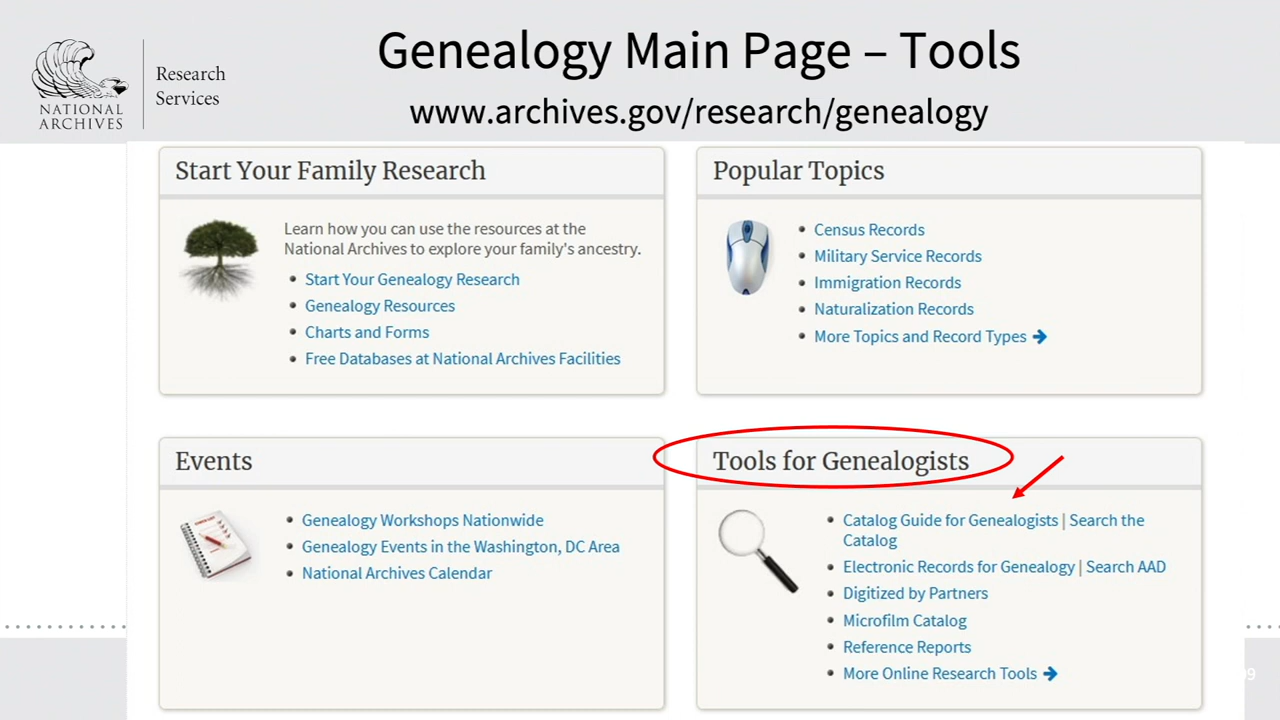 NATIONAL
ARCHIVES
Research
Services
Genealogy Main Page – Tools
www.archives.gov/research/genealogy
Start Your Family Research
Learn how you can use the resources at the
National Archives to explore your family's ancestry.
Start Your Genealogy Research
Genealogy Resources
Charts and Forms
Free Databases at National Archives Facilities
Popular Topics
Census Records
Military Service Records
Immigration Records
Naturalization Records
More Topics and Record Types
Events
Genealogy Workshops Nationwide
Genealogy Events in the Washington, DC Area
National Archives Calendar
Tools for Genealogists
Catalog Guide for Genealogists | Search the
Catalog
Electronic Records for Genealogy | Search AAD
Digitized by Partners
Microfilm Catalog
Reference Reports
More Online Research Tools